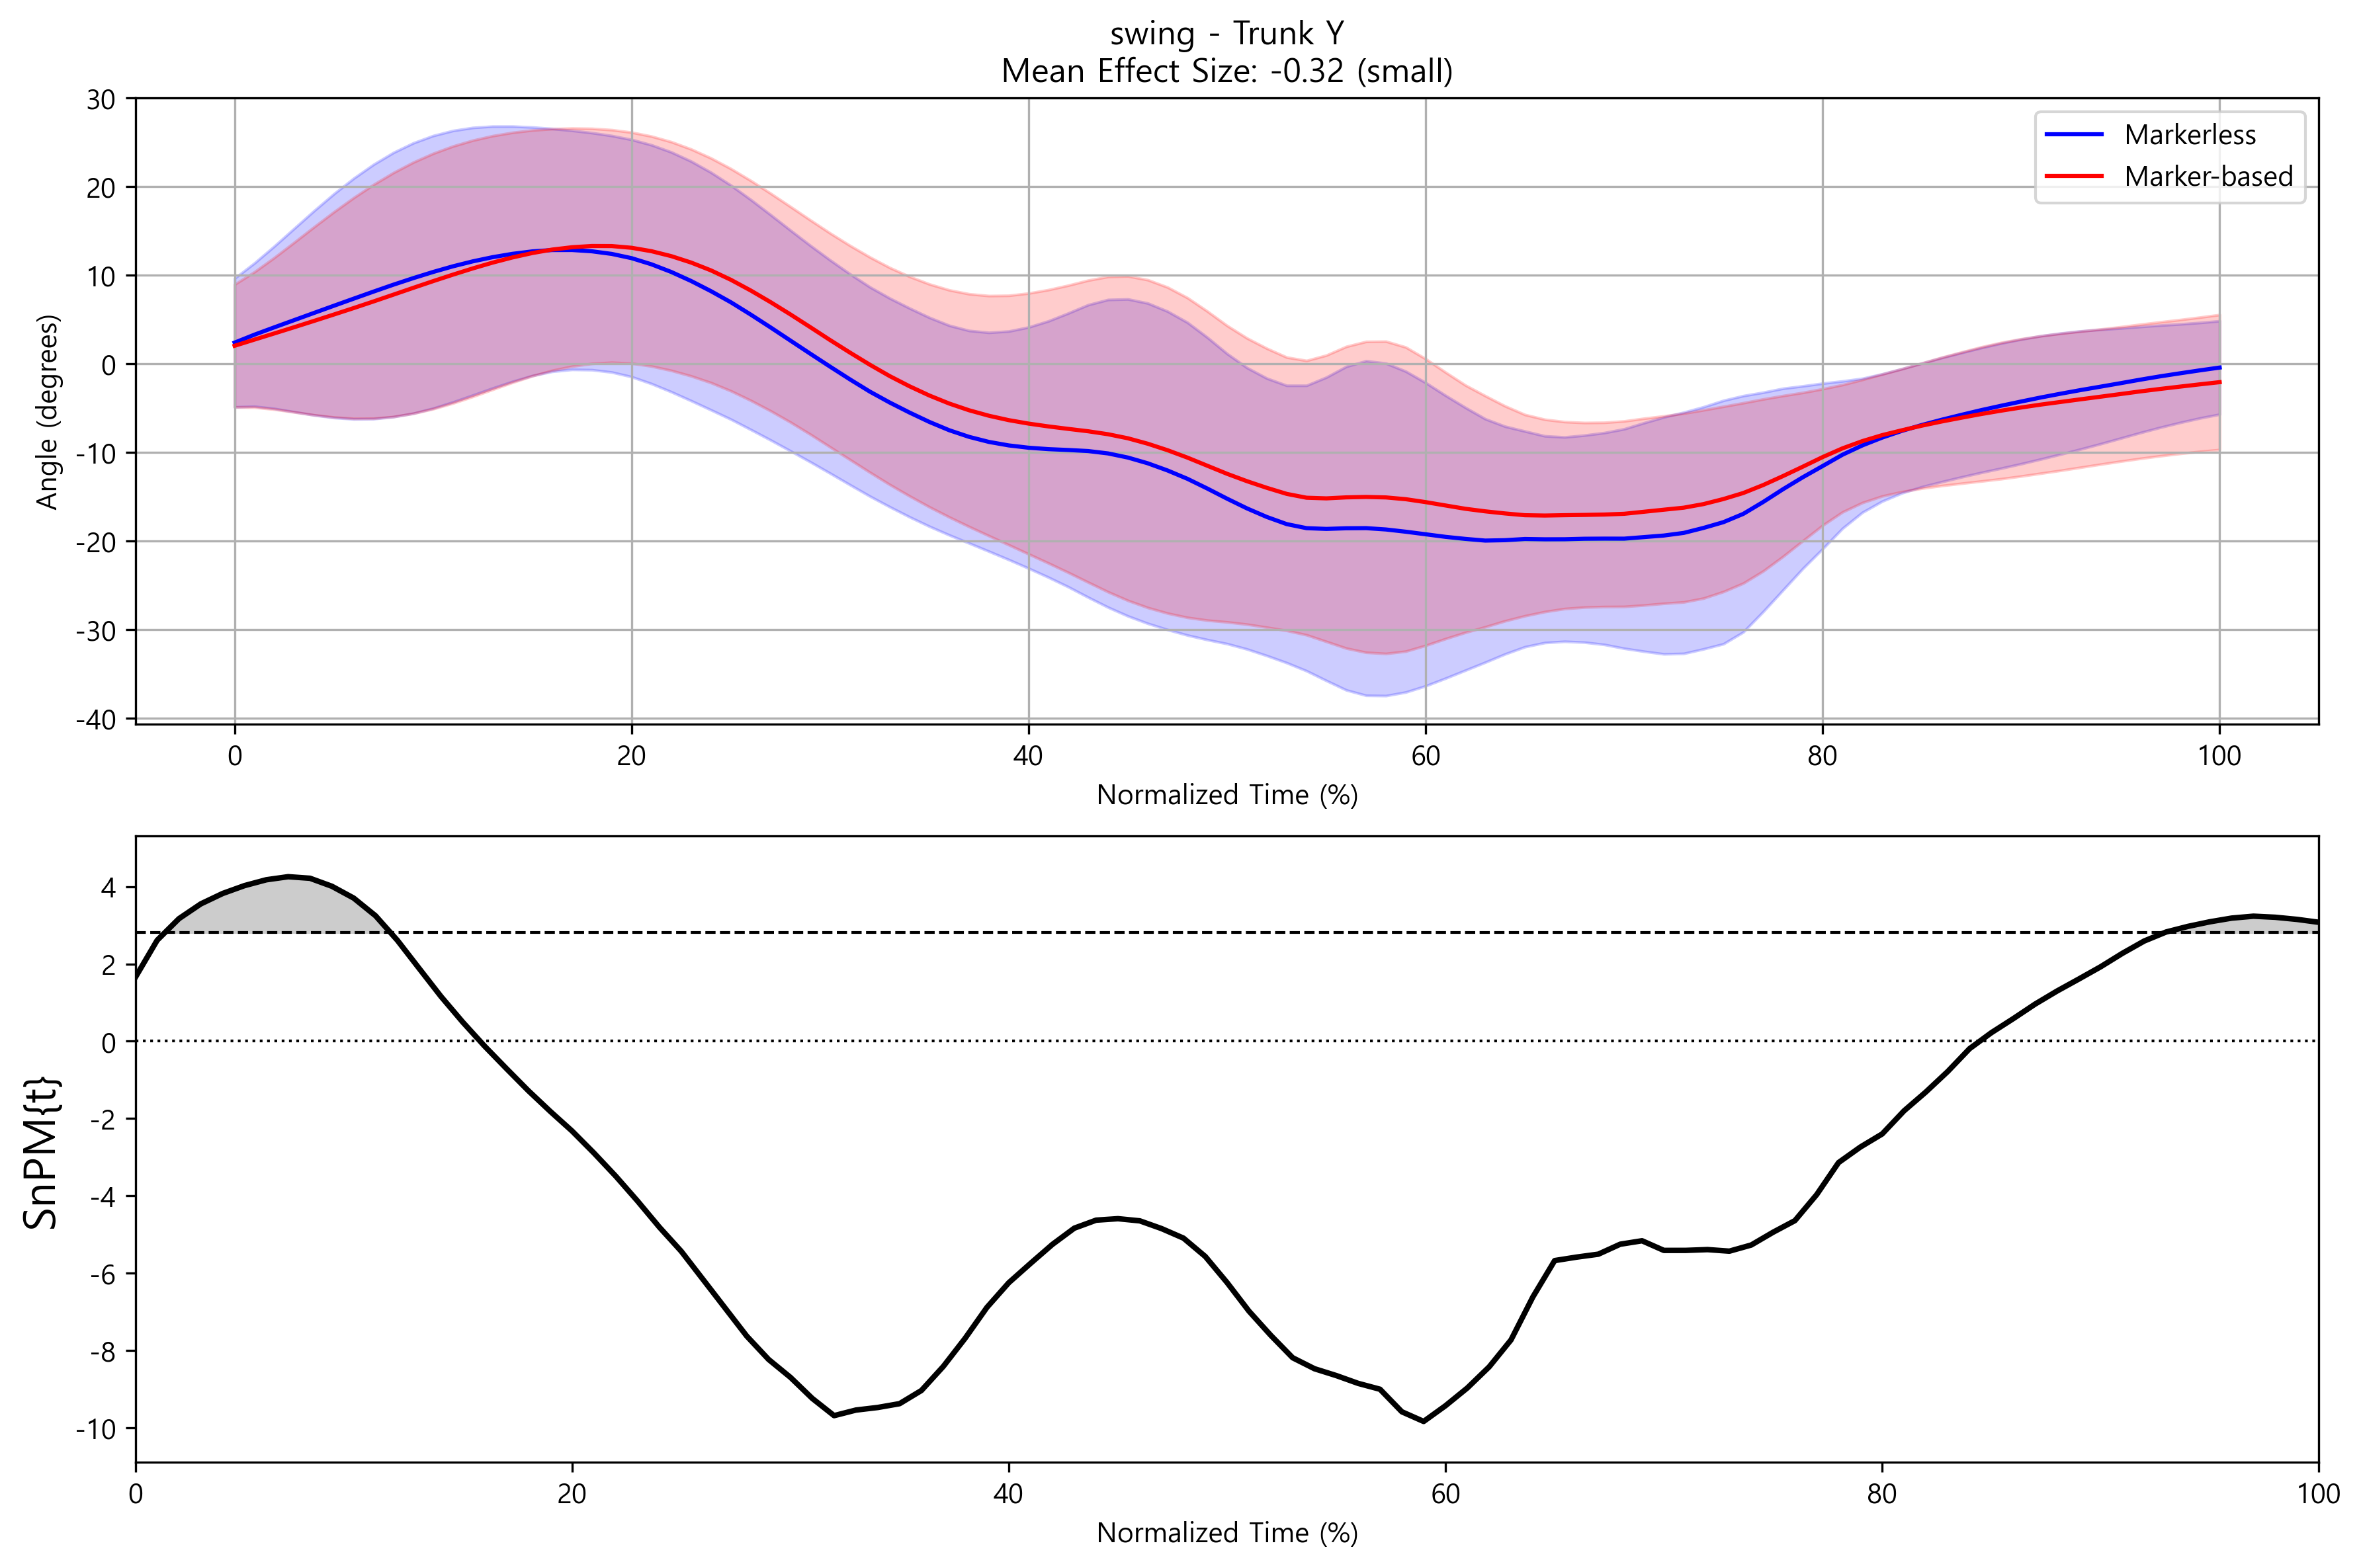 swing - Trunk Y
Mean Effect Size: -0.32 (small)
30
20
10
0
-10
-20
-30
-40
Angle (degrees)
Markerless
Marker-based
0 20 40 60 80 100
Normalized Time (%)
4
2
0
-2
-4
-6
-8
-10
SnPM{t}
0 20 40 60 80 100
Normalized Time (%)